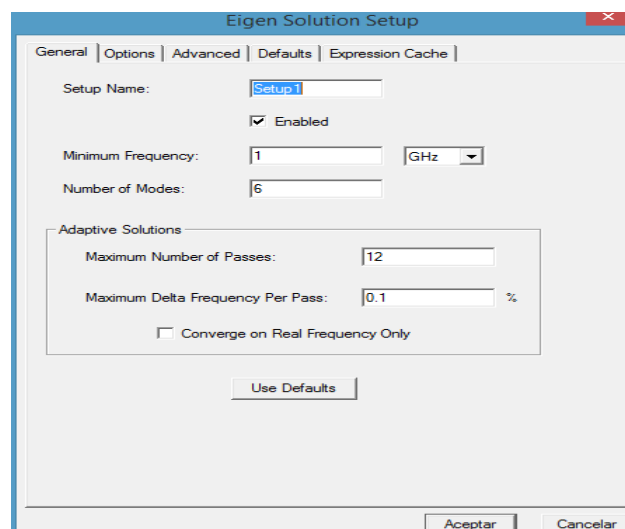 Eigen Solution Setup
General Options Advanced Defaults Expression Cache
Setup Name: Setup1
Enabled
Minimum Frequency: 1 GHz
Number of Modes: 6
Adaptive Solutions
Maximum Number of Passes: 12
Maximum Delta Frequency Per Pass: 0.1 %
Converge on Real Frequency Only
Use Defaults
Aceptar Cancelar